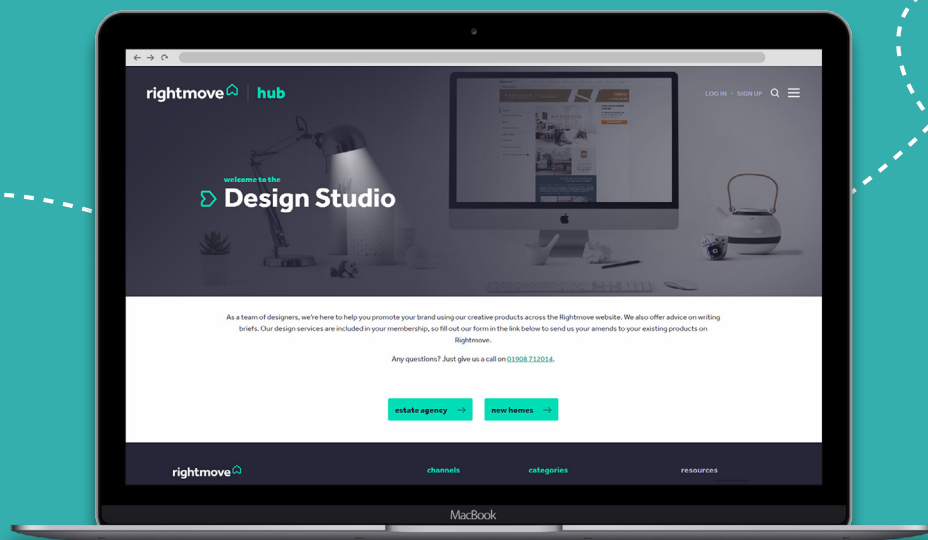 rightmove hub
LOG IN • SIGN UP
welcome to the
Design Studio
As a team of designers, we're here to help you promote your brand using our creative products across the Rightmove website. We also offer advice on writing
briefs. Our design services are included in your membership, so fill out our form in the link below to send us your amends to your existing products on
Rightmove.
Any questions? Just give us a call on 01908 712014.
estate agency → new homes →
rightmove channels categories resources
MacBook